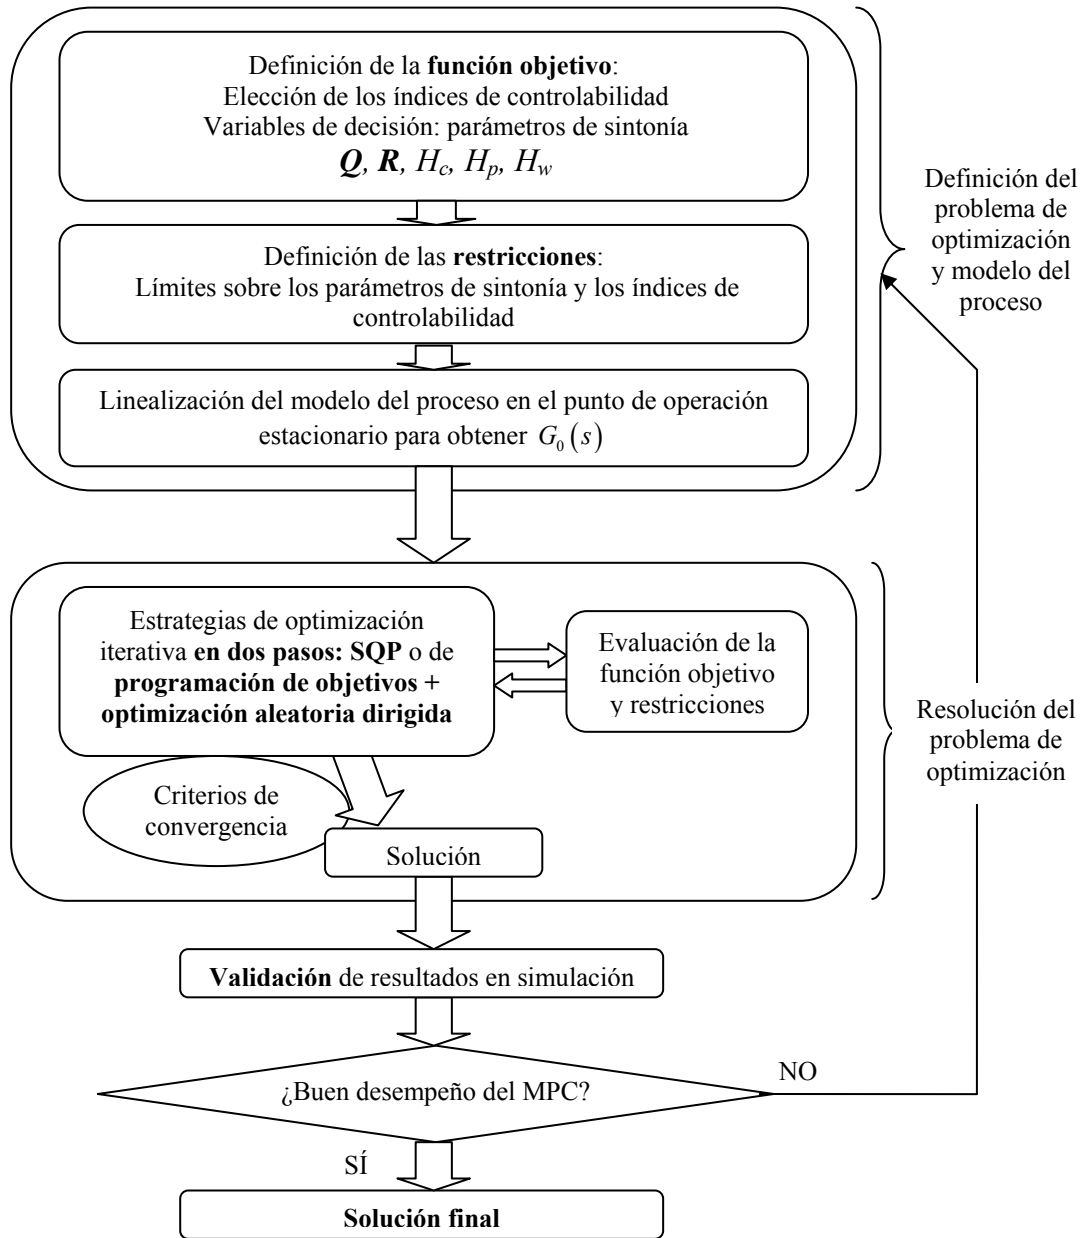 Definición de la función objetivo:
Elección de los índices de controlabilidad
Variables de decisión: parámetros de sintonía
Q, R, Hc, Hp, Hw
Definición de las restricciones:
Límites sobre los parámetros de sintonía y los índices de
controlabilidad
Linealización del modelo del proceso en el punto de operación
estacionario para obtener G0(s)
Definición del
problema de
optimización
y modelo del
proceso
Estrategias de optimización
iterativa en dos pasos: SQP o de
programación de objetivos +
optimización aleatoria dirigida
Evaluación de la
función objetivo
y restricciones
Criterios de
convergencia
Solución
Resolución del
problema de
optimización
Validación de resultados en simulación
¿Buen desempeño del MPC?
NO
SÍ
Solución final